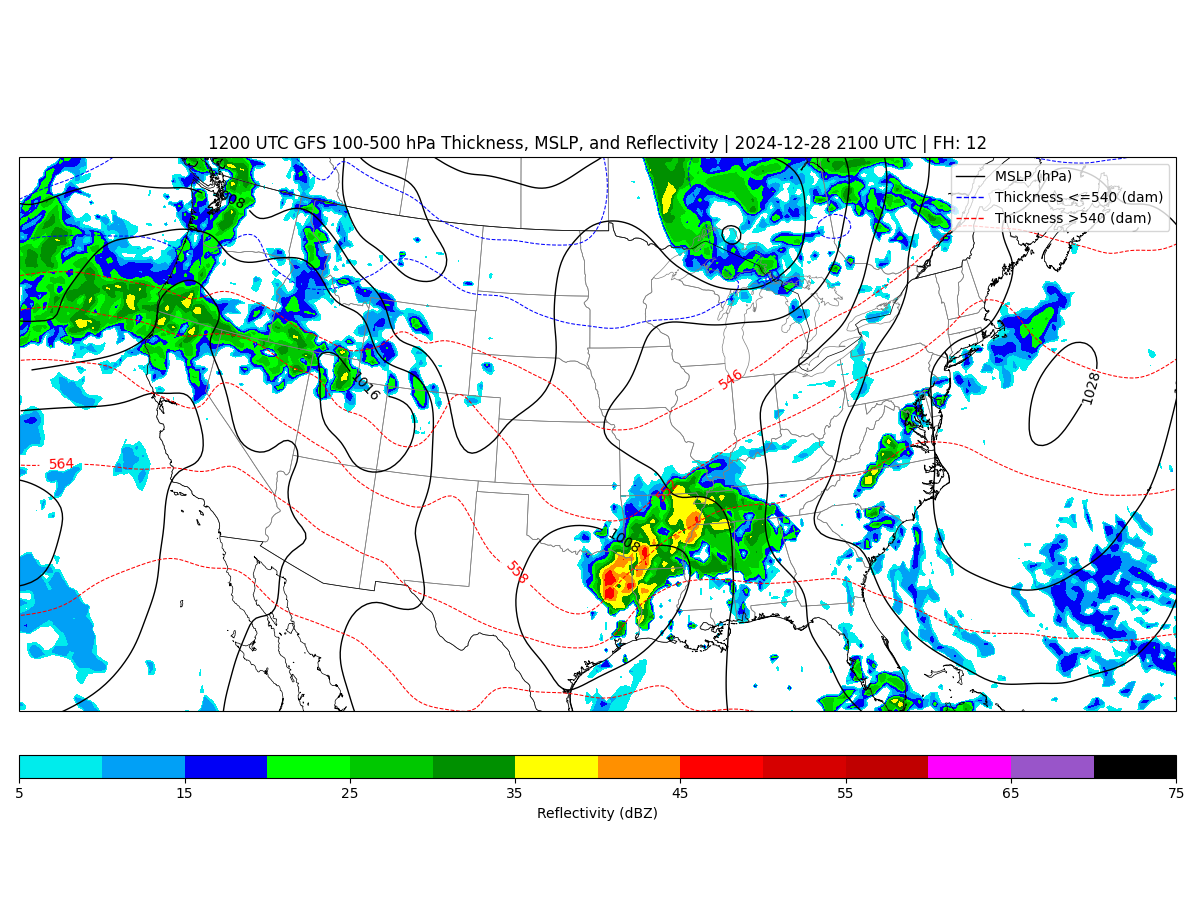 1200 UTC GFS 100-500 hPa Thickness, MSLP, and Reflectivity | 2024-12-28 2100 UTC | FH: 12
MSLP (hPa)
Thickness <=540 (dam)
Thickness >540 (dam)
546
1016
1028
564
1008
558
5 15 25 35 45 55 65 75
Reflectivity (dBZ)